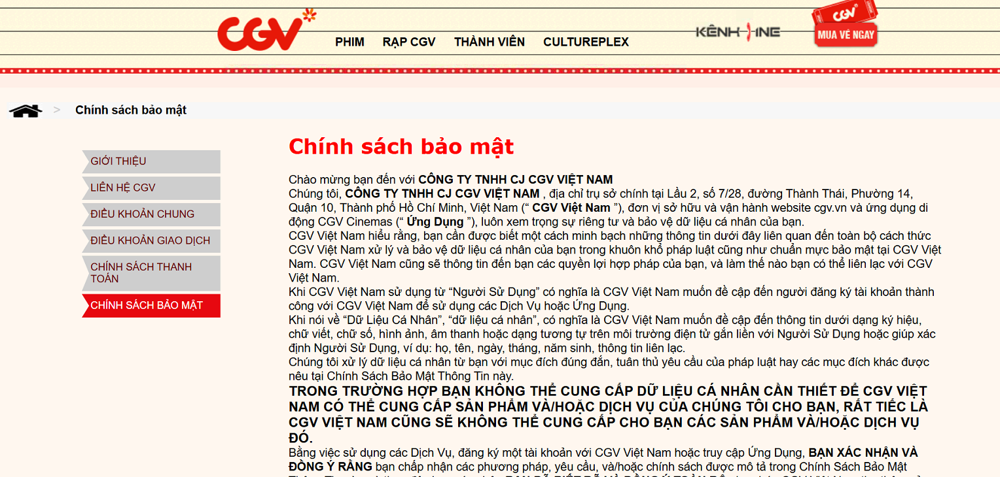 CGV
PHIM RẠP CGV THÀNH VIÊN CULTUREPLEX
KÊNH INE
CGV
MUA VÉ NGAY
> Chính sách bảo mật
GIỚI THIỆU
LIÊN HỆ CGV
ĐIỀU KHOẢN CHUNG
ĐIỀU KHOẢN GIAO DỊCH
CHÍNH SÁCH THANH
TOÁN
CHÍNH SÁCH BẢO MẬT
Chính sách bảo mật
Chào mừng bạn đến với CÔNG TY TNHH CJ CGV VIỆT NAM
Chúng tôi, CÔNG TY TNHH CJ CGV VIỆT NAM , địa chỉ trụ sở chính tại Lầu 2, số 7/28, đường Thành Thái, Phường 14,
Quận 10, Thành phố Hồ Chí Minh, Việt Nam (“ CGV Việt Nam ”), đơn vị sở hữu và vận hành website cgv.vn và ứng dụng di
động CGV Cinemas (“ Ứng Dụng ”), luôn xem trọng sự riêng tư và bảo vệ dữ liệu cá nhân của bạn.
CGV Việt Nam hiểu rằng, bạn cần được biết một cách minh bạch những thông tin dưới đây liên quan đến toàn bộ cách thức
CGV Việt Nam xử lý và bảo vệ dữ liệu cá nhân của bạn trong khuôn khổ pháp luật cũng như chuẩn mực bảo mật tại CGV Việt
Nam. CGV Việt Nam cũng sẽ thông tin đến bạn các quyền lợi hợp pháp của bạn, và làm thế nào bạn có thể liên lạc với CGV
Việt Nam.
Khi CGV Việt Nam sử dụng từ “Người Sử Dụng” có nghĩa là CGV Việt Nam muốn đề cập đến người đăng ký tài khoản thành
công với CGV Việt Nam để sử dụng các Dịch Vụ hoặc Ứng Dụng.
Khi nói về “Dữ Liệu Cá Nhân”, “dữ liệu cá nhân”, có nghĩa là CGV Việt Nam muốn đề cập đến thông tin dưới dạng ký hiệu,
chữ viết, chữ số, hình ảnh, âm thanh hoặc dạng tương tự trên môi trường điện tử gắn liền với Người Sử Dụng hoặc giúp xác
định Người Sử Dụng, ví dụ: họ, tên, ngày, tháng, năm sinh, thông tin liên lạc.
Chúng tôi xử lý dữ liệu cá nhân từ bạn với mục đích đúng đắn, tuân thủ yêu cầu của pháp luật hay các mục đích khác được
nêu tại Chính Sách Bảo Mật Thông Tin này.
TRONG TRƯỜNG HỢP BẠN KHÔNG THỂ CUNG CẤP DỮ LIỆU CÁ NHÂN CẦN THIẾT ĐỂ CGV VIỆT
NAM CÓ THỂ CUNG CẤP SẢN PHẨM VÀ/HOẶC DỊCH VỤ CỦA CHÚNG TÔI CHO BẠN, RẤT TIẾC LÀ
CGV VIỆT NAM CŨNG SẼ KHÔNG THỂ CUNG CẤP CHO BẠN CÁC SẢN PHẨM VÀ/HOẶC DỊCH VỤ
ĐÓ.
Bằng việc sử dụng các Dịch Vụ, đăng ký một tài khoản với CGV Việt Nam hoặc truy cập Ứng Dụng, BẠN XÁC NHẬN VÀ
ĐỒNG Ý RẰNG bạn chấp nhận các phương pháp, yêu cầu, và/hoặc chính sách được mô tả trong Chính Sách Bảo Mật